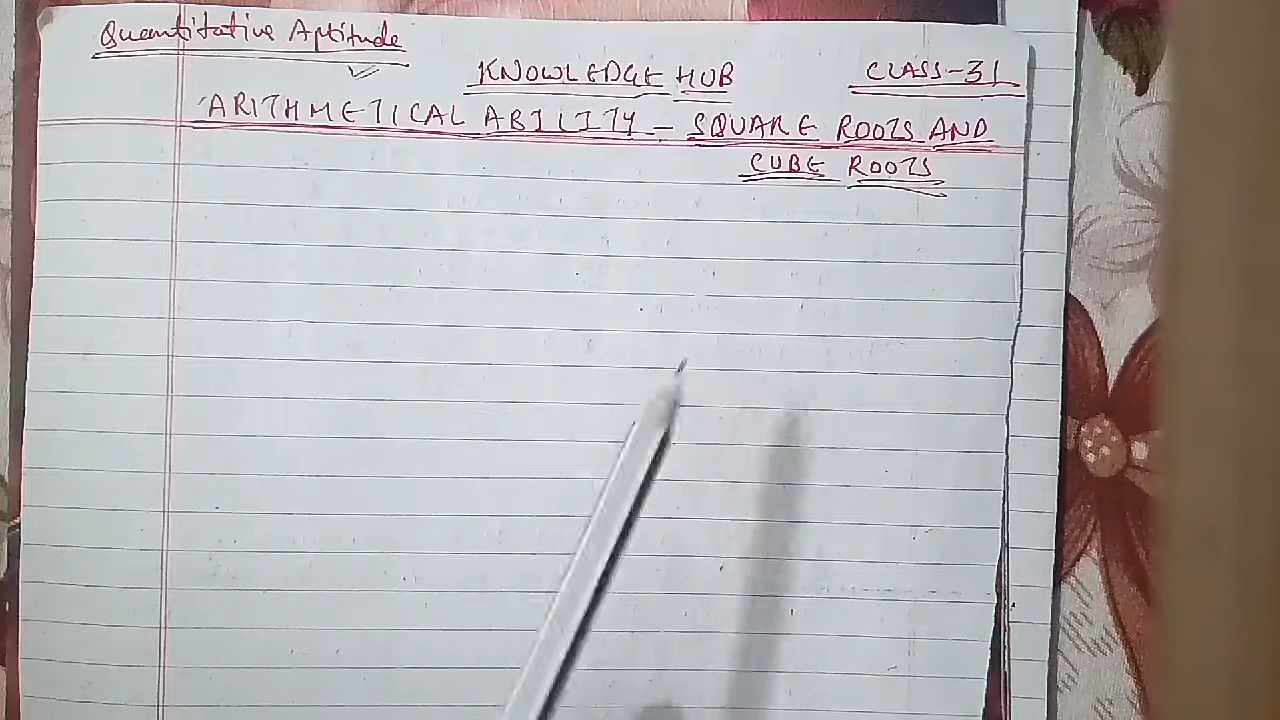 Quantitative Aptitude
KNOWLEDGE HUB CLASS-31
ARITHMETICAL ABILITY - SQUARE ROOTS AND
CUBE ROOTS